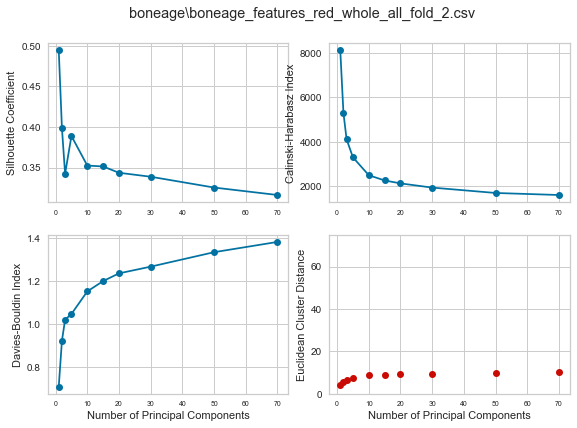 boneage\boneage_features_red_whole_all_fold_2.csv
Silhouette Coefficient
0.50
0.45
0.40
0.35
0 10 20 30 40 50 60 70
Calinski-Harabasz Index
8000
6000
4000
2000
0 10 20 30 40 50 60 70
Davies-Bouldin Index
1.4
1.2
1.0
0.8
0 10 20 30 40 50 60 70
Number of Principal Components
Euclidean Cluster Distance
60
40
20
0
0 10 20 30 40 50 60 70
Number of Principal Components